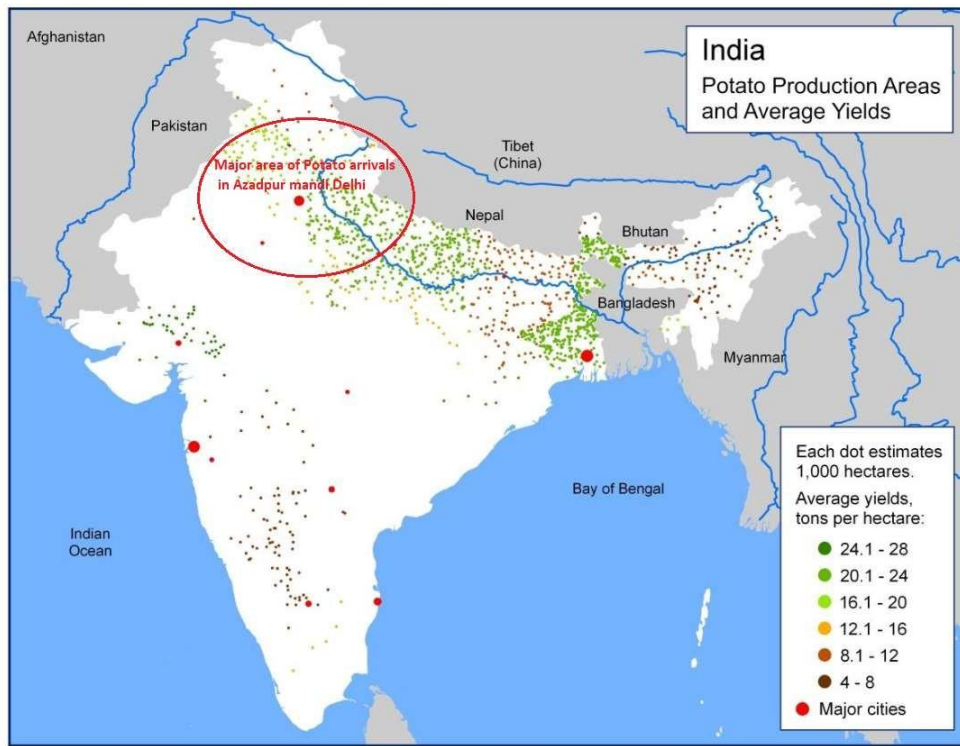 Afghanistan
India
Potato Production Areas
and Average Yields
Pakistan
Tibet
(China)
Major area of Potato arrivals
in Azadpur mandi Delhi
Nepal
Bhutan
Bangladesh
Myanmar
Each dot estimates
1,000 hectares.
Average yields,
tons per hectare:
24.1 - 28
20.1 - 24
16.1 - 20
12.1 - 16
8.1 - 12
4 - 8
Major cities
Bay of Bengal
Indian
Ocean